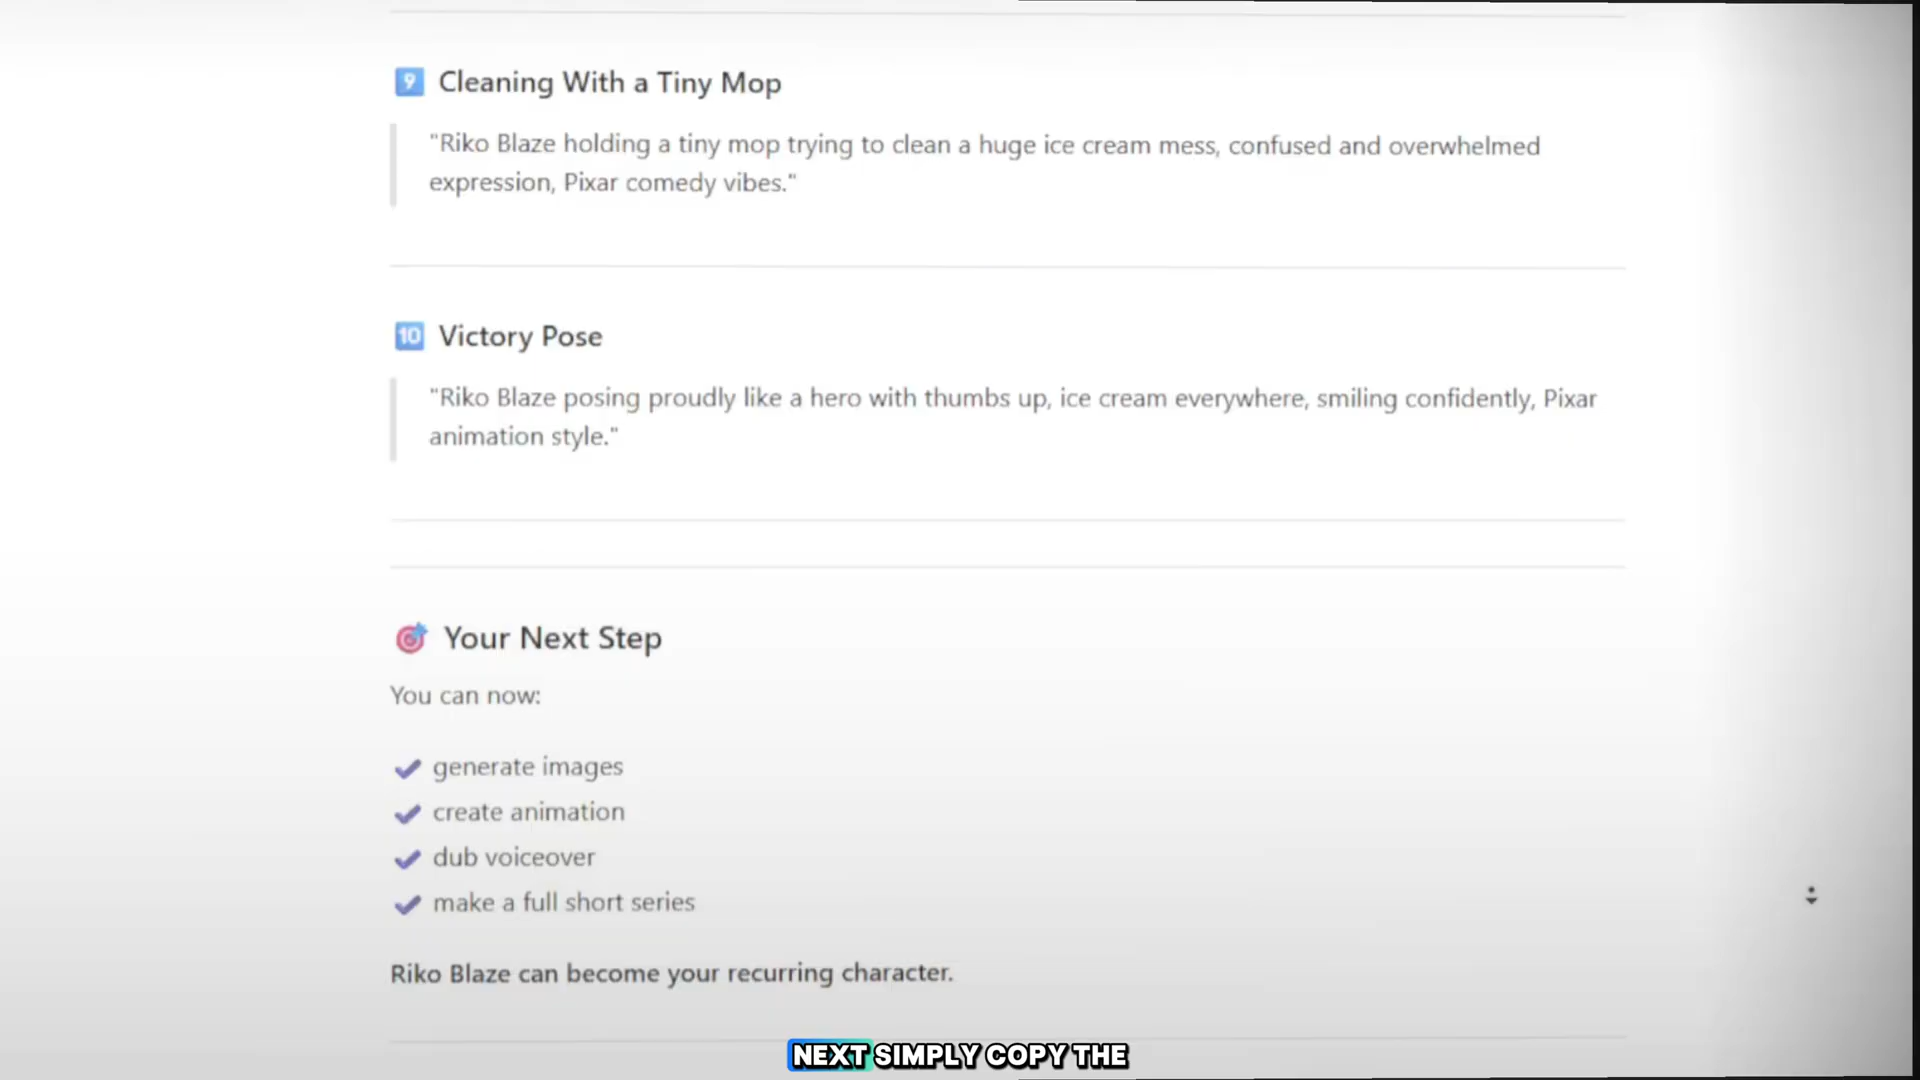 9 Cleaning With a Tiny Mop
"Riko Blaze holding a tiny mop trying to clean a huge ice cream mess, confused and overwhelmed
expression, Pixar comedy vibes."
10 Victory Pose
"Riko Blaze posing proudly like a hero with thumbs up, ice cream everywhere, smiling confidently, Pixar
animation style."
Your Next Step
You can now:
generate images
create animation
dub voiceover
make a full short series
Riko Blaze can become your recurring character.
NEXT SIMPLY COPY THE